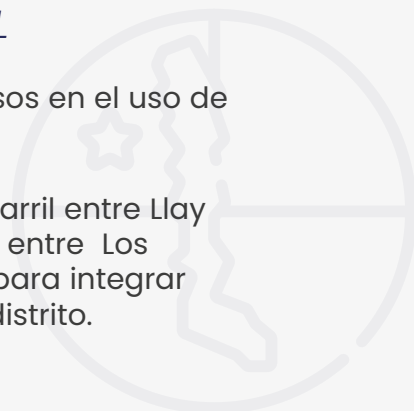 sos en el uso de
arril entre Llay
entre Los
para integrar
distrito.